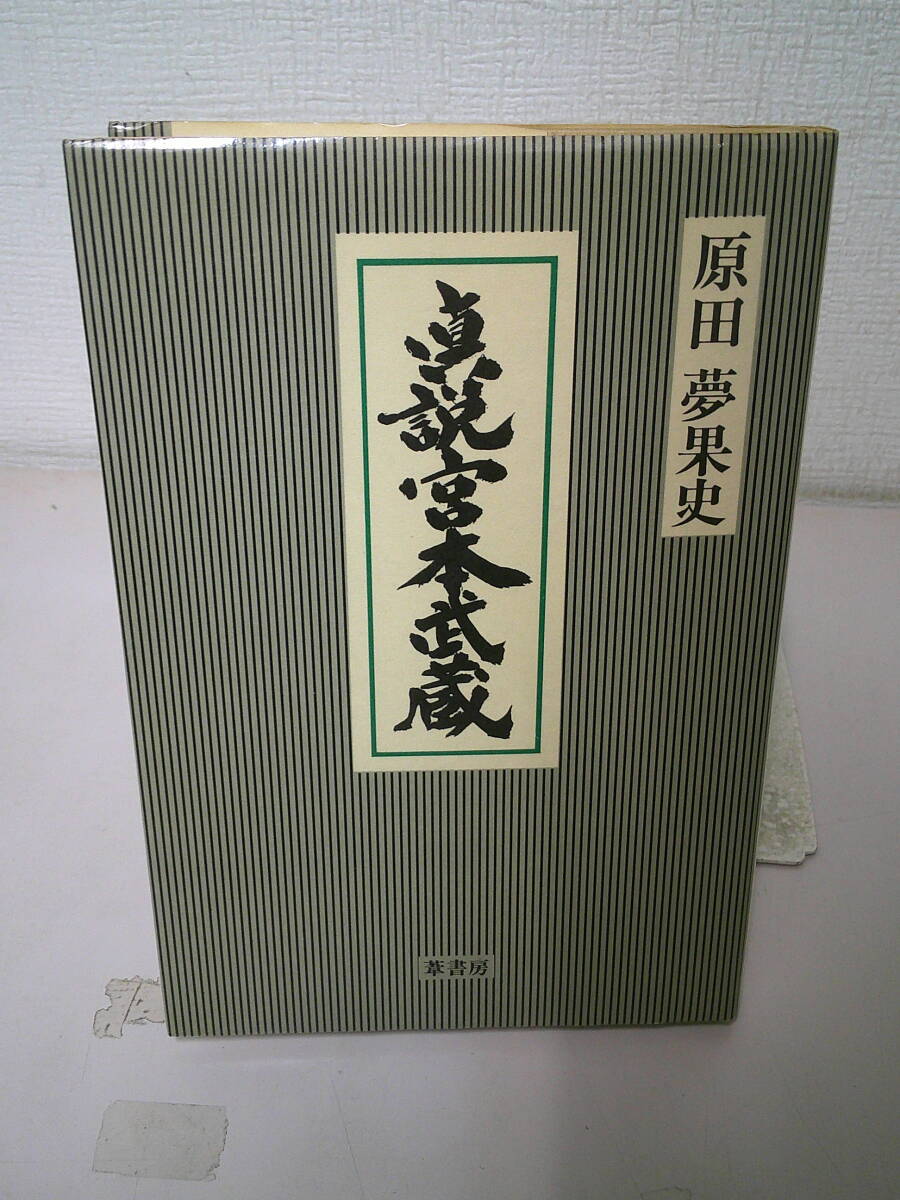 原田 夢果史
真説宮本武蔵
葦書房